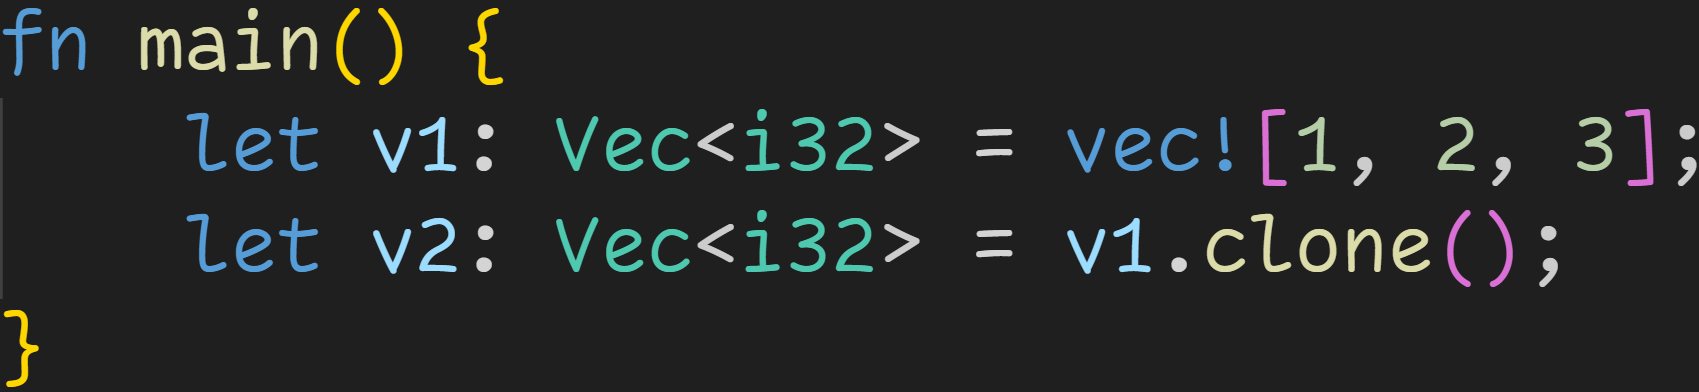 fn main() {
    let v1: Vec<i32> = vec![1, 2, 3];
    let v2: Vec<i32> = v1.clone();
}